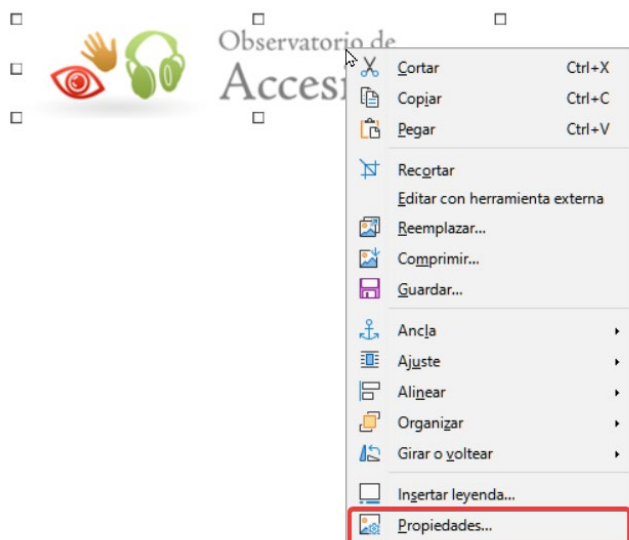 Observatorio de
Cortar Ctrl+X
Copiar Ctrl+C
Pegar Ctrl+V
Recortar
Editar con herramienta externa
Reemplazar...
Comprimir...
Guardar...
Ancla
Ajuste
Alinear
Organizar
Girar o voltear
Insertar leyenda...
Propiedades...